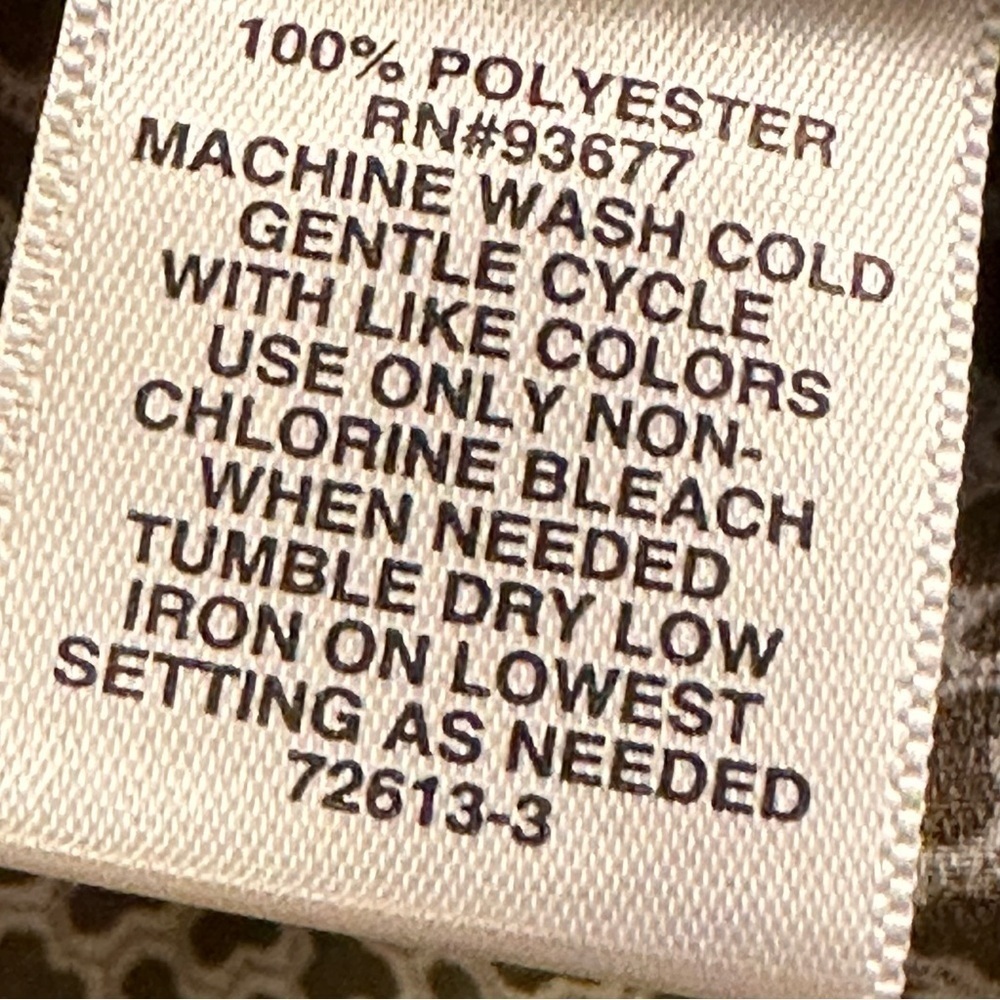 100% POLYESTER
RN#93677
MACHINE WASH COLD
GENTLE CYCLE
WITH LIKE COLORS
USE ONLY NON-
CHLORINE BLEACH
WHEN NEEDED
TUMBLE DRY LOW
IRON ON LOWEST
SETTING AS NEEDED
72613-3